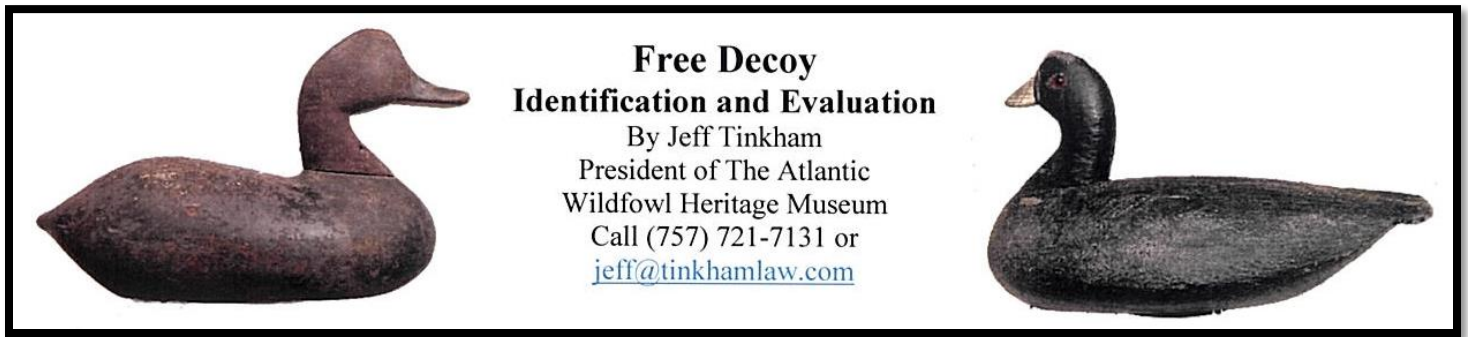 Free Decoy
Identification and Evaluation
By Jeff Tinkham
President of The Atlantic
Wildfowl Heritage Museum
Call (757) 721-7131 or
jeff@tinkhamlaw.com